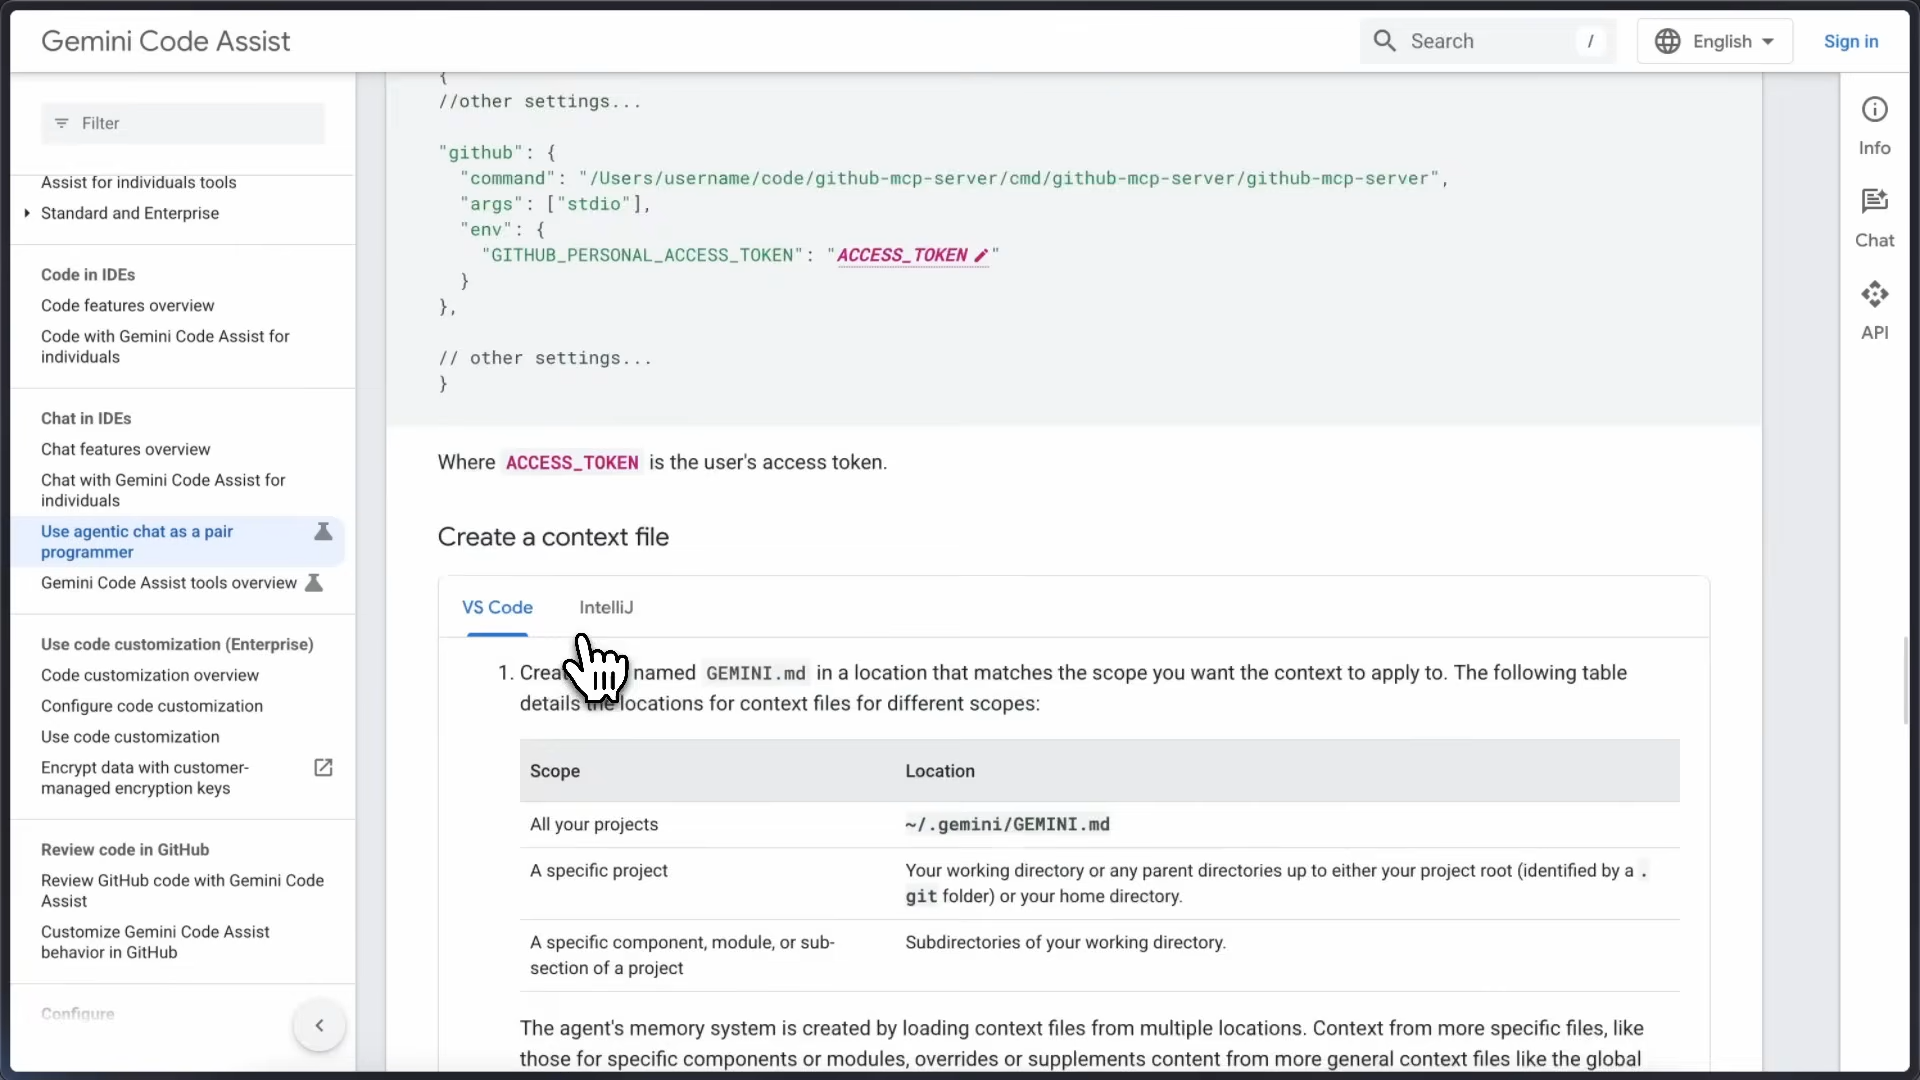 Gemini Code Assist
Search
/
English
Sign in
Filter
Assist for individuals tools
Standard and Enterprise
Code in IDEs
Code features overview
Code with Gemini Code Assist for
individuals
Chat in IDEs
Chat features overview
Chat with Gemini Code Assist for
individuals
Use agentic chat as a pair
programmer
Gemini Code Assist tools overview
Use code customization (Enterprise)
Code customization overview
Configure code customization
Use code customization
Encrypt data with customer-
managed encryption keys
Review code in GitHub
Review GitHub code with Gemini Code
Assist
Customize Gemini Code Assist
behavior in GitHub
Configure
{
//other settings...
"github": {
"command": "/Users/username/code/github-mcp-server/cmd/github-mcp-server/github-mcp-server",
"args": ["stdio"],
"env": {
"GITHUB_PERSONAL_ACCESS_TOKEN": "ACCESS_TOKEN"
}
},
// other settings...
}
Where ACCESS_TOKEN is the user's access token.
Create a context file
VS Code
IntelliJ
1. named GEMINI.md in a location that matches the scope you want the context to apply to. The following table
details the locations for context files for different scopes:
Scope
Location
All your projects
~/.gemini/GEMINI.md
A specific project
Your working directory or any parent directories up to either your project root (identified by a .
git folder) or your home directory.
A specific component, module, or sub-
section of a project
Subdirectories of your working directory.
The agent's memory system is created by loading context files from multiple locations. Context from more specific files, like
those for specific components or modules, overrides or supplements content from more general context files like the global
Info
Chat
API